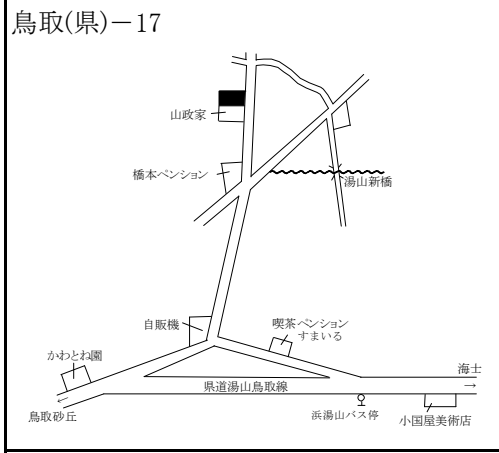 鳥取(県)－17
山政家
橋本ペンション
湯山新橋
自販機
喫茶ペンション
すまいる
かわとね園
海士
→
県道湯山鳥取線
←
鳥取砂丘
浜湯山バス停
小国屋美術店